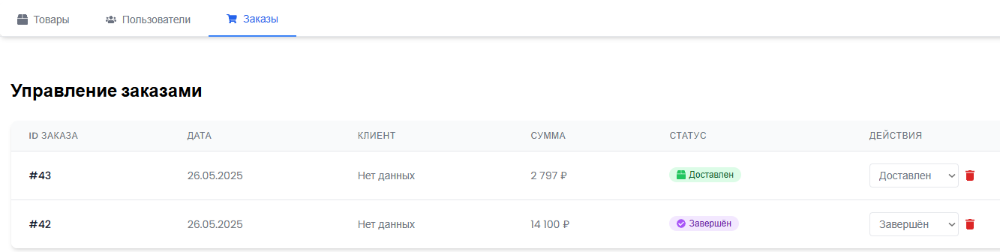 Товары Пользователи Заказы
Управление заказами
ID ЗАКАЗА ДАТА КЛИЕНТ СУММА СТАТУС ДЕЙСТВИЯ
#43 26.05.2025 Нет данных 2 797 ₽ Доставлен Доставлен
#42 26.05.2025 Нет данных 14 100 ₽ Завершён Завершён